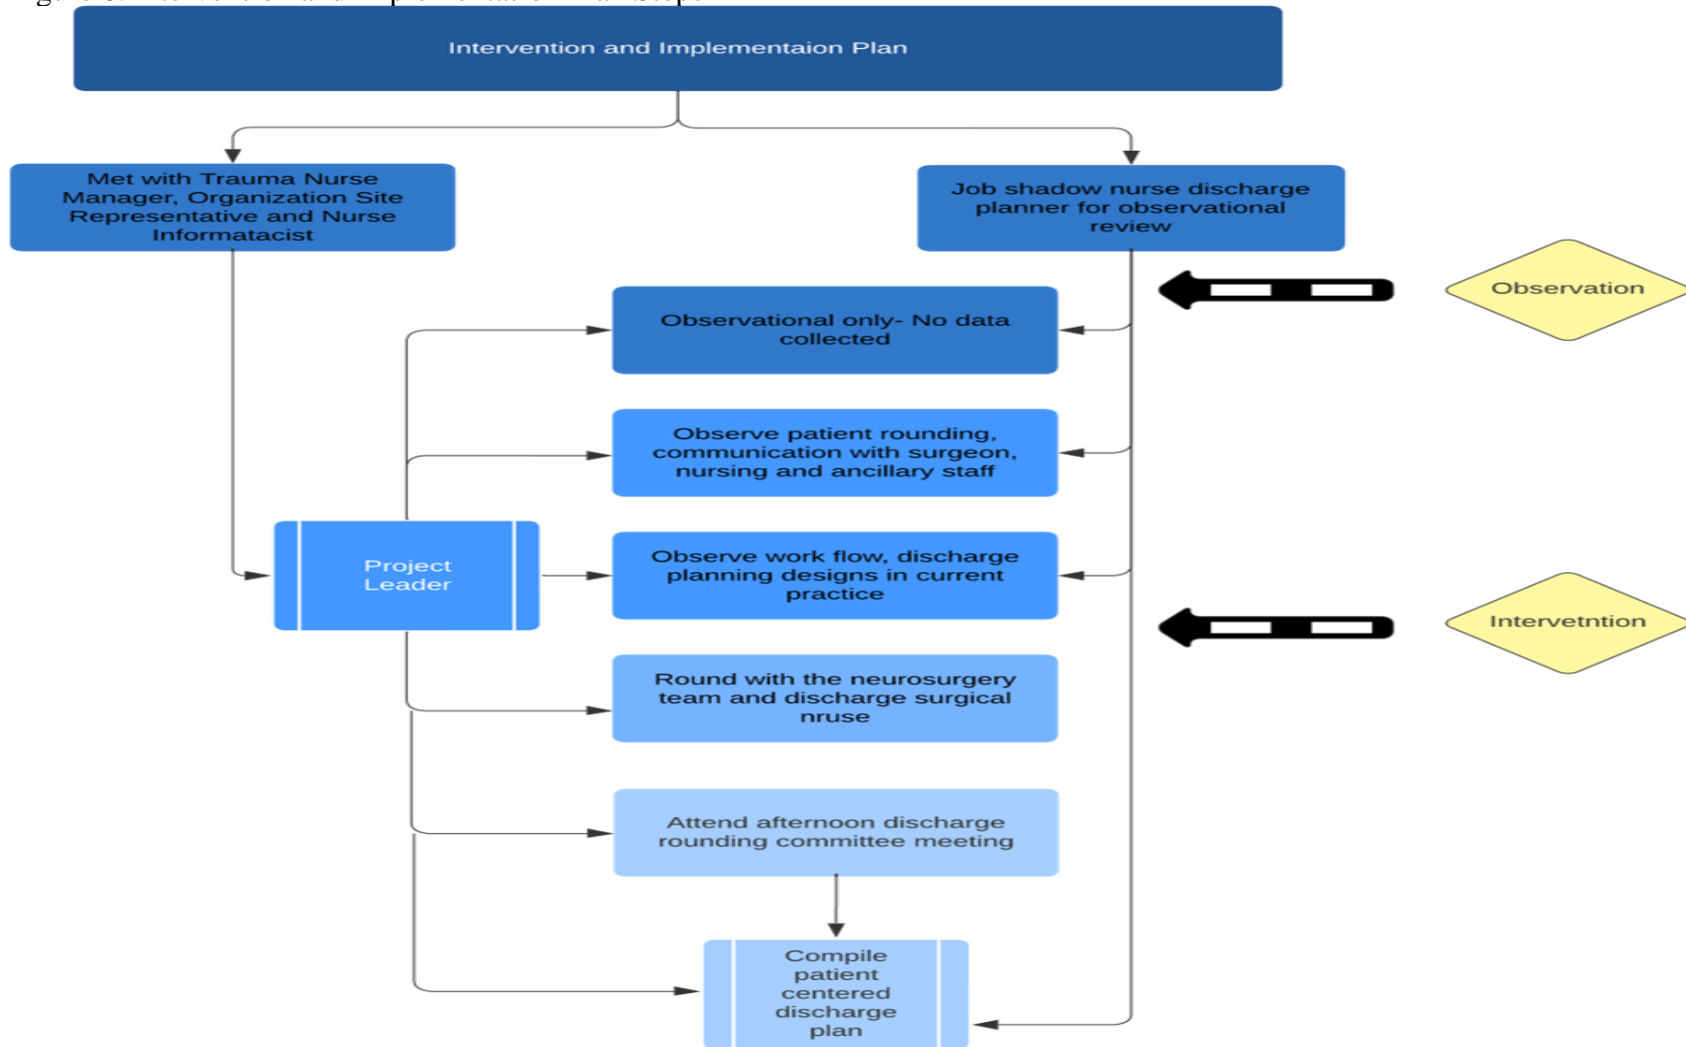 Intervention and Implementaion Plan
Met with Trauma Nurse
Manager, Organization Site
Representative and Nurse
Informatacist
Job shadow nurse discharge
planner for observational
review
Observation
Observational only- No data
collected
Observe patient rounding,
communication with surgeon,
nursing and ancillary staff
Project
Leader
Observe work flow, discharge
planning designs in current
practice
Intervetntion
Round with the neurosurgery
team and discharge surgical
nruse
Attend afternoon discharge
rounding committee meeting
Compile
patient
centered
discharge
plan